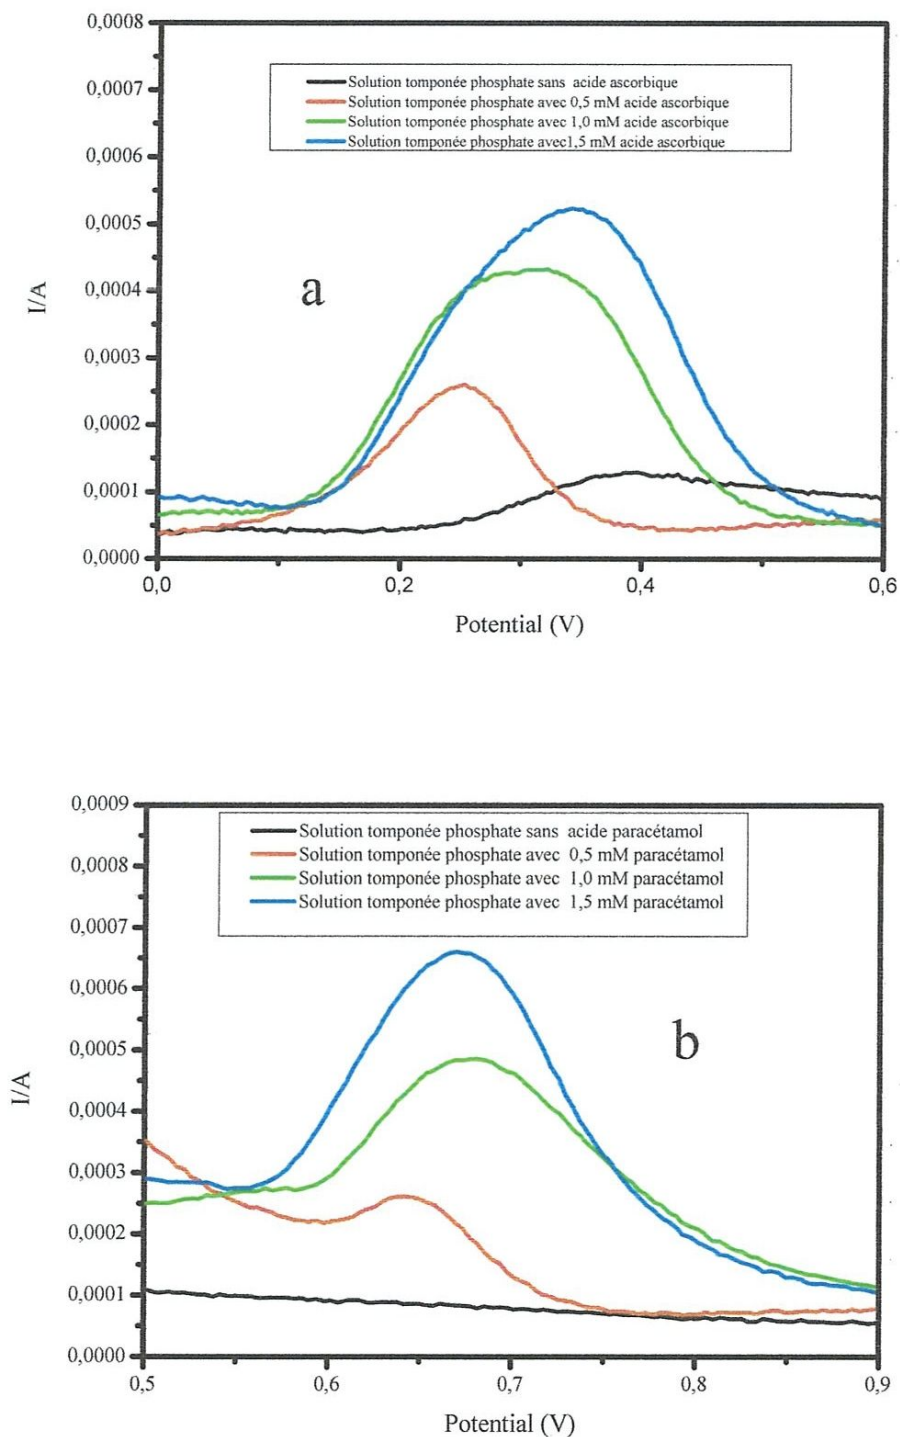 0,0008
0,0007
0,0006
0,0005
0,0004
0,0003
0,0002
0,0001
0,0000
I/A
Solution tomponée phosphate sans acide ascorbique
Solution tomponée phosphate avec 0,5 mM acide ascorbique
Solution tomponée phosphate avec 1,0 mM acide ascorbique
Solution tomponée phosphate avec1,5 mM acide ascorbique
a
0,0
0,2
0,4
0,6
Potential (V)
0,0009
0,0008
0,0007
0,0006
0,0005
0,0004
0,0003
0,0002
0,0001
0,0000
I/A
Solution tomponée phosphate sans acide paracétamol
Solution tomponée phosphate avec 0,5 mM paracétamol
Solution tomponée phosphate avec 1,0 mM paracétamol
Solution tomponée phosphate avec 1,5 mM paracétamol
b
0,5
0,6
0,7
0,8
0,9
Potential (V)